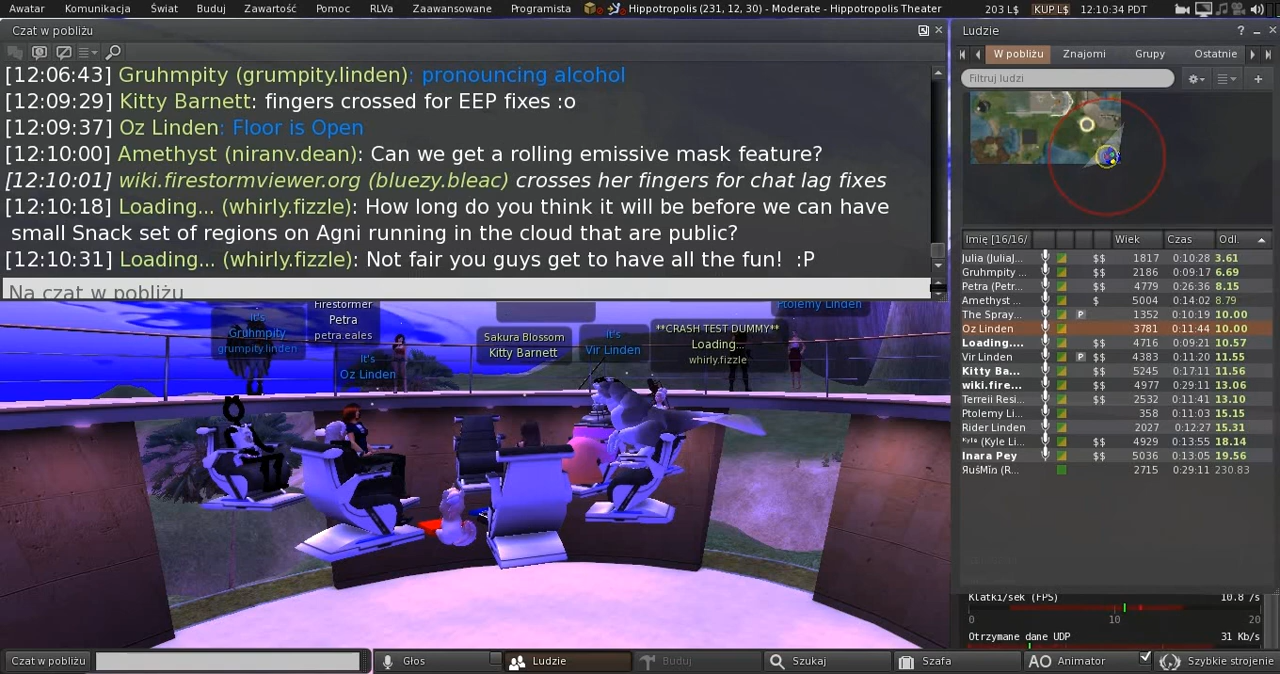 Awatar Komunikacja Świat Buduj Zawartość Pomoc RLVa Zaawansowane Programista Hippotropolis (231, 12, 30) - Moderate - Hippotropolis Theater 203 L$ KUP L$ 12:10:34 PDT
Czat w pobliżu
[12:06:43] Gruhmpity (grumpity.linden): pronouncing alcohol
[12:09:29] Kitty Barnett: fingers crossed for EEP fixes :o
[12:09:37] Oz Linden: Floor is Open
[12:10:00] Amethyst (niranv.dean): Can we get a rolling emissive mask feature?
[12:10:01] wiki.firestormviewer.org (bluezy.bleac) crosses her fingers for chat lag fixes
[12:10:18] Loading... (whirly.fizzle): How long do you think it will be before we can have
small Snack set of regions on Agni running in the cloud that are public?
[12:10:31] Loading... (whirly.fizzle): Not fair you guys get to have all the fun! :P
Na czat w pobliżu
It's
Gruhmpity
grumpity.linden
Firestormer
Petra
petra.eales
It's
Oz Linden
Sakura Blossom
Kitty Barnett
It's
Vir Linden
**CRASH TEST DUMMY**
Loading...
whirly.fizzle
Ptolemy Linden
Ludzie
W pobliżu Znajomi Grupy Ostatnie
Filtruj ludzi
Imię [16/16/ Wiek Czas Odl.
Julia (JuliaJ... $$ 1817 0:10:28 3.61
Gruhmpity ... $$ 2186 0:09:17 6.69
Petra (Petr... $$ 4779 0:26:36 8.15
Amethyst ... $ 5004 0:14:02 8.79
The Spray... P 1352 0:10:19 10.00
Oz Linden 3781 0:11:44 10.00
Loading.... $$ 4716 0:09:21 10.57
Vir Linden P $$ 4383 0:11:20 11.55
Kitty Ba... $$ 5245 0:17:11 11.56
wiki.fire... $$ 4977 0:29:11 13.06
Terreii Resi... $$ 2532 0:11:41 13.10
Ptolemy Li... 358 0:11:03 15.15
Rider Linden 2027 0:12:27 15.31
ᴷʸˡᵉ (Kyle Li... $$ 4929 0:13:55 18.14
Inara Pey $$ 5036 0:13:05 19.56
ЯuśMĩn (R... 2715 0:29:11 230.83
Klatki/sek (FPS) 10.8 /s
0 10 20
Otrzymane dane UDP 31 Kb/s
Czat w pobliżu Głos Ludzie Buduj Szukaj Szafa AO Animator Szybkie strojenie